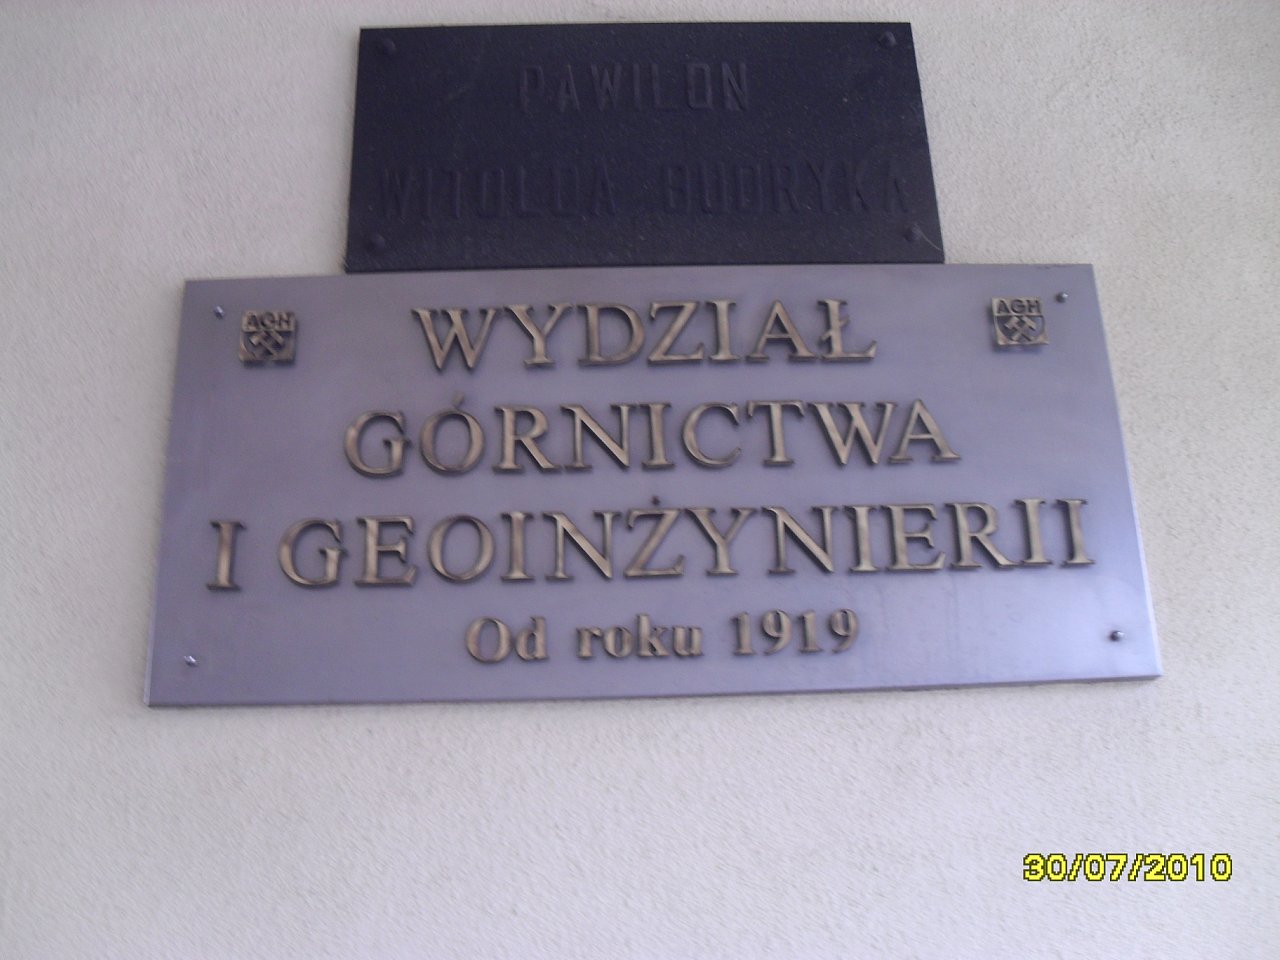 PAWILON
WITOLDA BUDRYKA
AGH
AGH
WYDZIAŁ
GÓRNICTWA
I GEOINŻYNIERII
Od roku 1919
30/07/2010